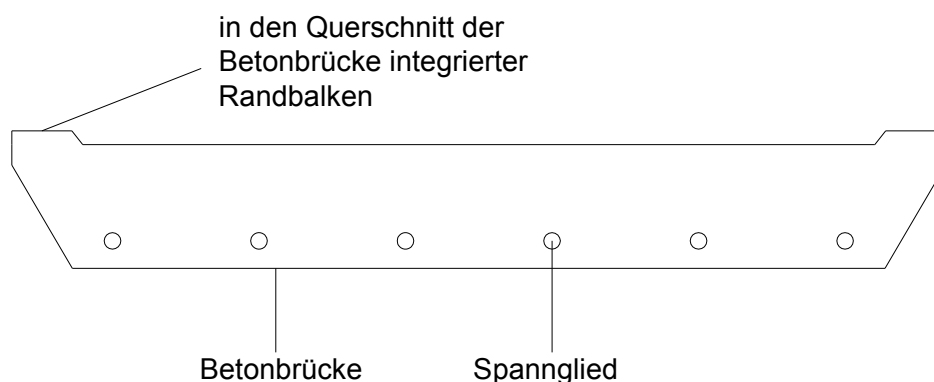 in den Querschnitt der
Betonbrücke integrierter
Randbalken
Betonbrücke
Spannglied